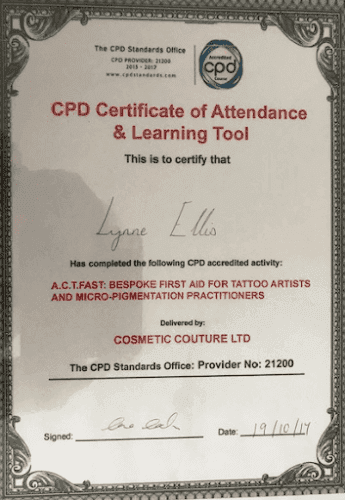 The CPD Standards Office
CPD PROVIDER: 21200
2015 - 2017
www.cpdstandards.com
Accredited
cpd
CPD Certificate of Attendance
& Learning Tool
This is to certify that
Lynne Ellis
Has completed the following CPD accredited activity:
A.C.T.FAST: BESPOKE FIRST AID FOR TATTOO ARTISTS
AND MICRO-PIGMENTATION PRACTITIONERS
Delivered by:
COSMETIC COUTURE LTD
The CPD Standards Office: Provider No: 21200
Signed:
Date: 19/10/17